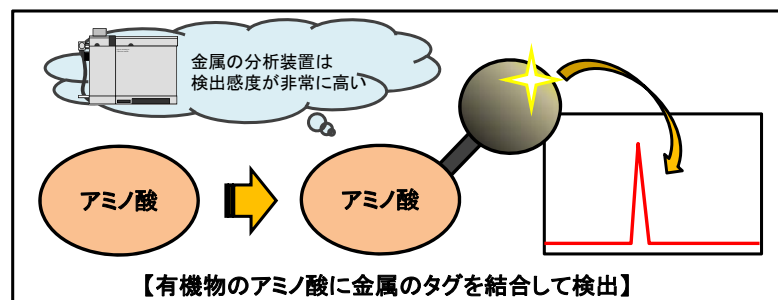 金属の分析装置は
検出感度が非常に高い
アミノ酸
アミノ酸
【有機物のアミノ酸に金属のタグを結合して検出】